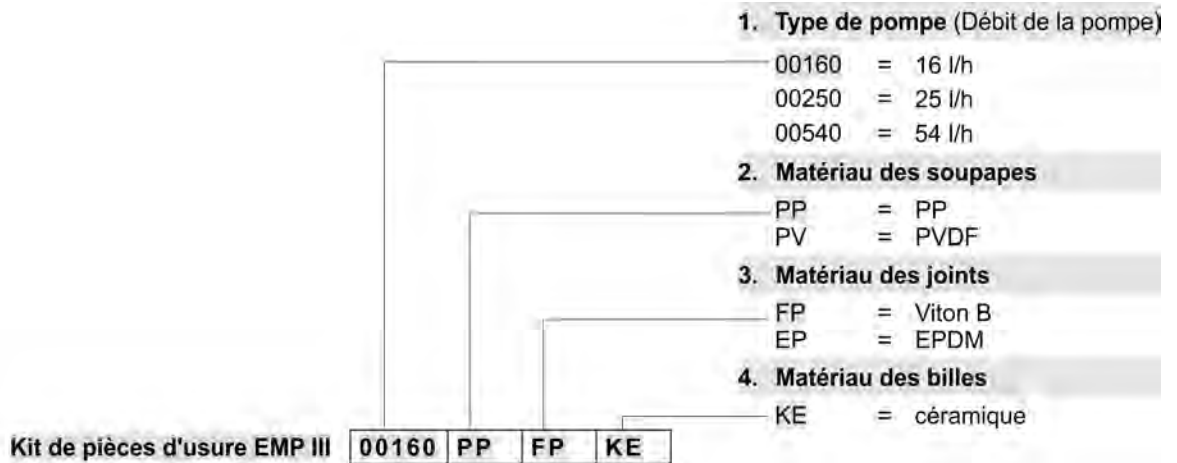 1. Type de pompe (Débit de la pompe)
00160 = 16 l/h
00250 = 25 l/h
00540 = 54 l/h
2. Matériau des soupapes
PP = PP
PV = PVDF
3. Matériau des joints
FP = Viton B
EP = EPDM
4. Matériau des billes
KE = céramique
Kit de pièces d'usure EMP III 00160 PP FP KE